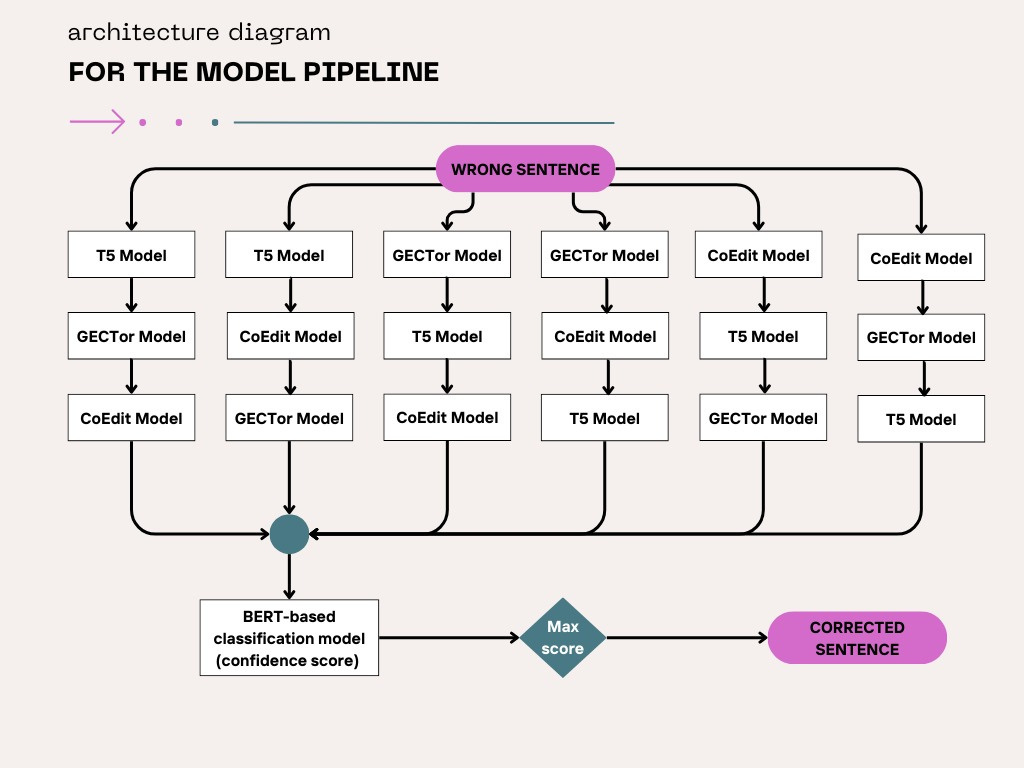 architecture diagram
FOR THE MODEL PIPELINE
WRONG SENTENCE
T5 Model
T5 Model
GECTor Model
GECTor Model
CoEdit Model
CoEdit Model
GECTor Model
CoEdit Model
T5 Model
CoEdit Model
T5 Model
GECTor Model
CoEdit Model
GECTor Model
CoEdit Model
T5 Model
GECTor Model
T5 Model
BERT-based
classification model
(confidence score)
Max
score
CORRECTED
SENTENCE